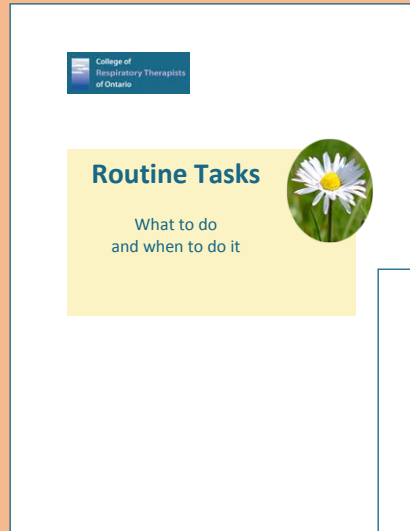 College of
Respiratory Therapists
of Ontario
Routine Tasks
What to do
and when to do it